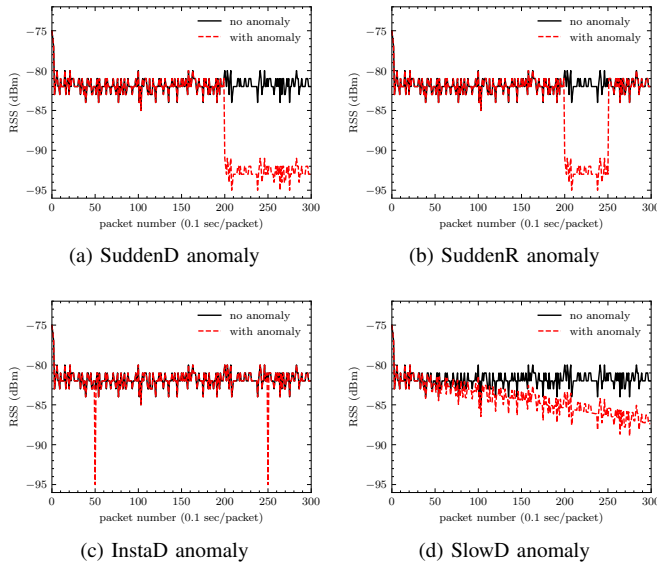 no anomaly
with anomaly
−75
−80
−85
−90
−95
RSS (dBm)
0 50 100 150 200 250 300
packet number (0.1 sec/packet)
(a) SuddenD anomaly
no anomaly
with anomaly
−75
−80
−85
−90
−95
RSS (dBm)
0 50 100 150 200 250 300
packet number (0.1 sec/packet)
(b) SuddenR anomaly
no anomaly
with anomaly
−75
−80
−85
−90
−95
RSS (dBm)
0 50 100 150 200 250 300
packet number (0.1 sec/packet)
(c) InstaD anomaly
no anomaly
with anomaly
−75
−80
−85
−90
−95
RSS (dBm)
0 50 100 150 200 250 300
packet number (0.1 sec/packet)
(d) SlowD anomaly